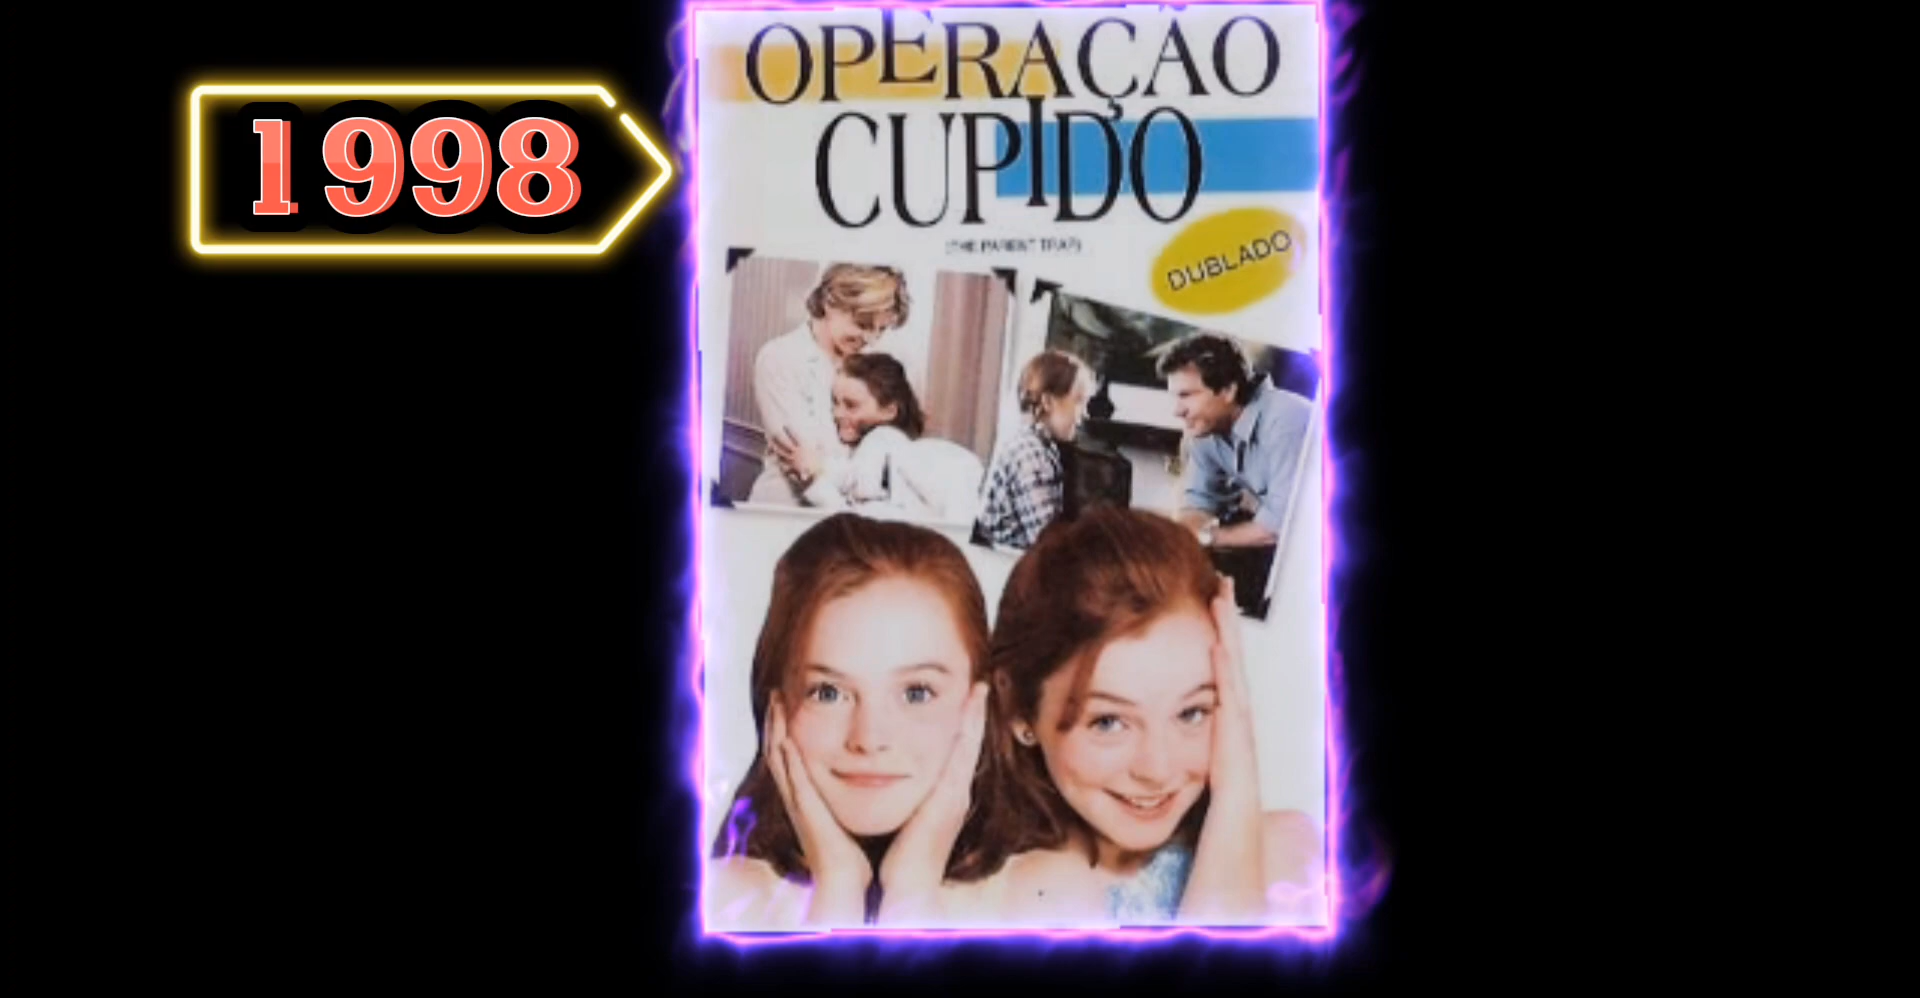 1998
OPERAÇÃO
CUPIDO
(THE PARENT TRAP)
DUBLADO